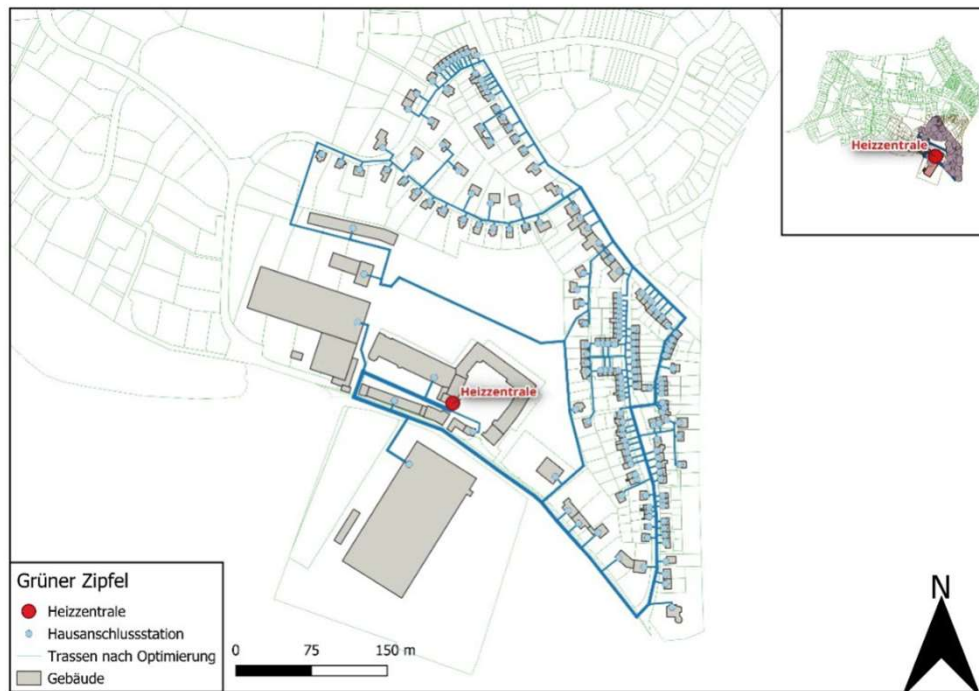 Heizzentrale
Heizzentrale
Grüner Zipfel
Heizzentrale
Hausanschlussstation
Trassen nach Optimierung
Gebäude
0 75 150 m
N